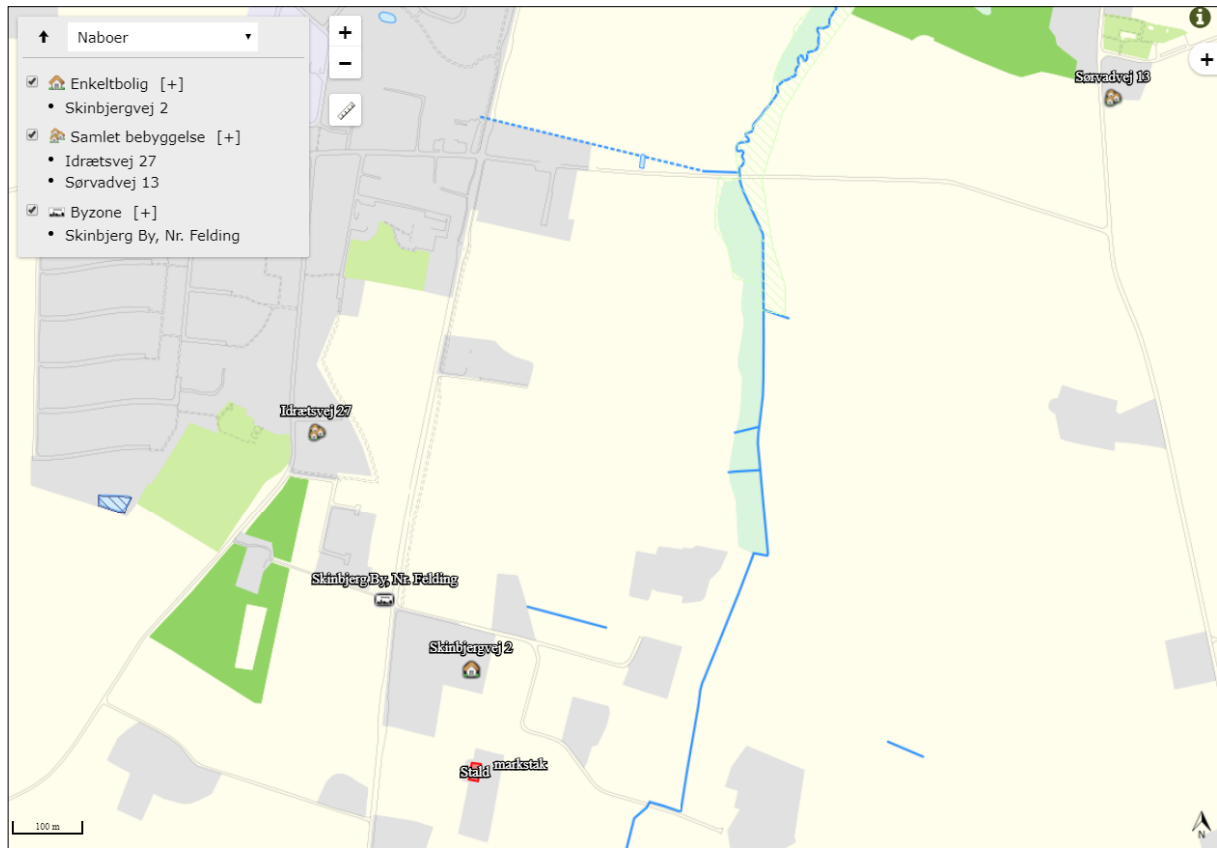 Naboer
Enkeltbolig [+]
• Skinbjergvej 2
Samlet bebyggelse [+]
• Idrætsvej 27
• Sørvadvej 13
Byzone [+]
• Skinbjerg By, Nr. Felding
+
−
i
+
Sørvadvej 13
Idrætsvej 27
Skinbjerg By, Nr. Felding
Skinbjergvej 2
markstak
Stald
100 m
N